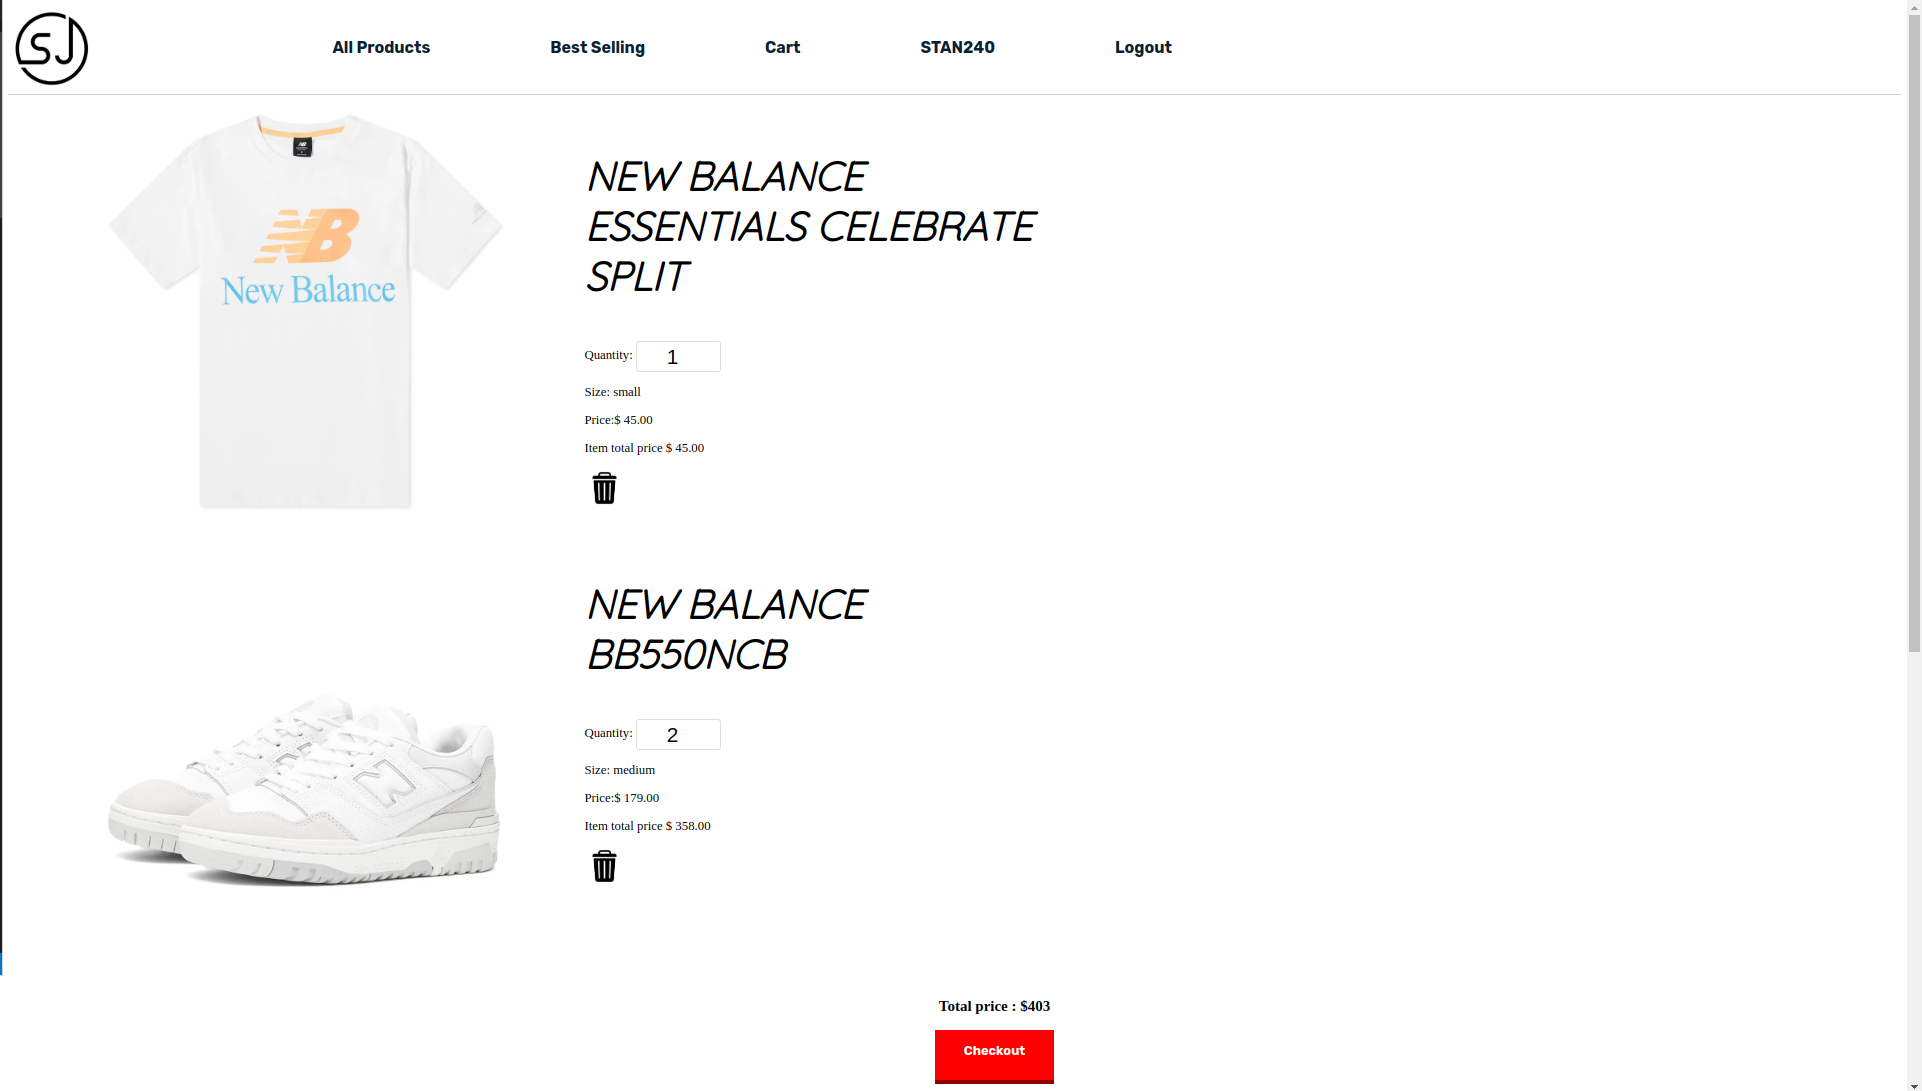 SJ
All Products
Best Selling
Cart
STAN240
Logout
NB
New Balance
NEW BALANCE
ESSENTIALS CELEBRATE
SPLIT
Quantity: 1
Size: small
Price:$ 45.00
Item total price $ 45.00
NEW BALANCE
BB550NCB
N
Quantity: 2
Size: medium
Price:$ 179.00
Item total price $ 358.00
Total price : $403
Checkout